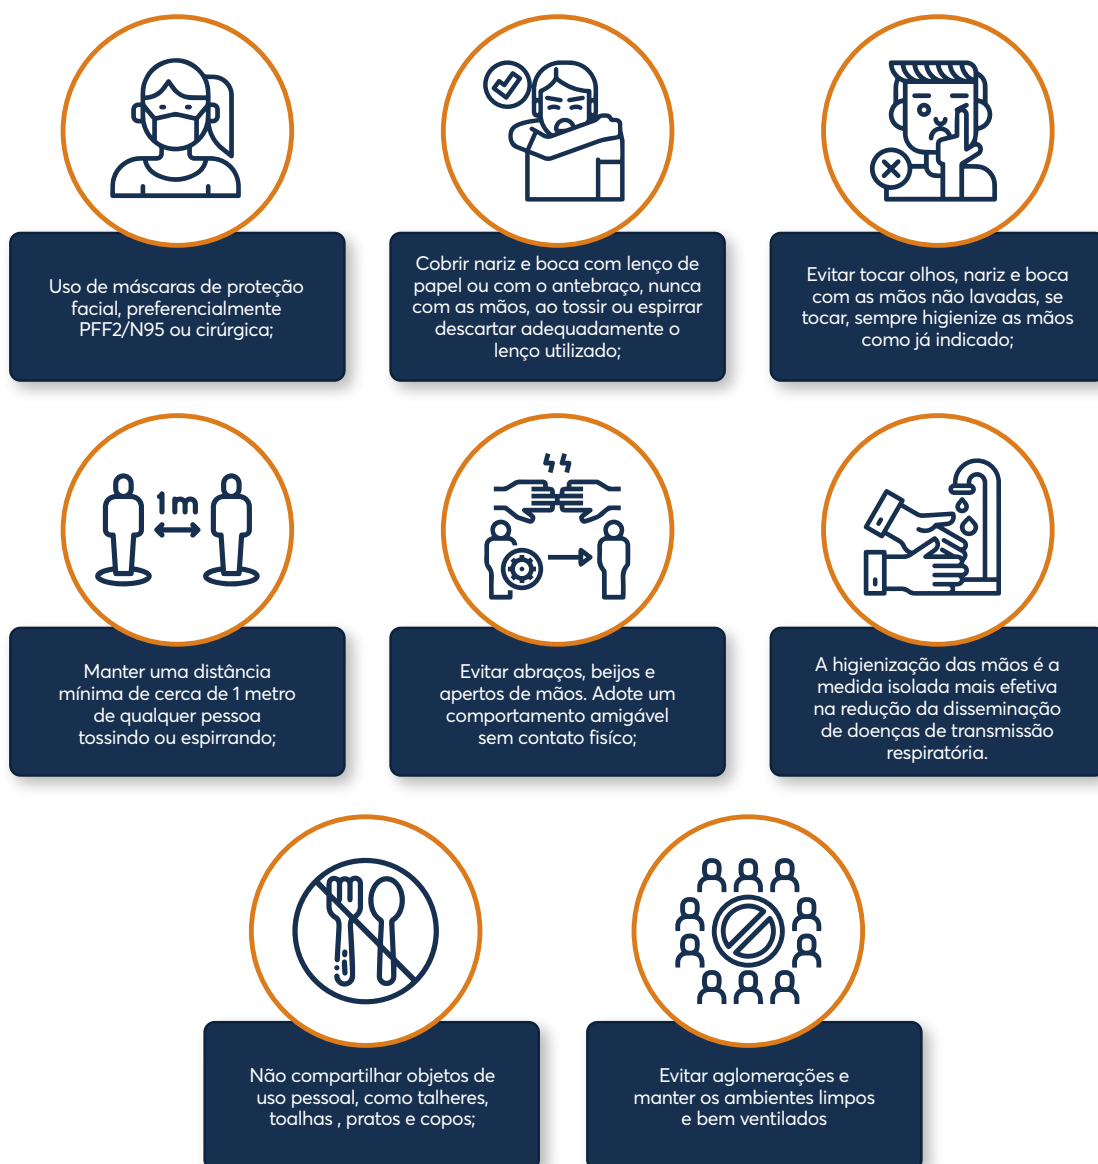 Uso de máscaras de proteção
facial, preferencialmente
PFF2/N95 ou cirúrgica;
Cobrir nariz e boca com lenço de
papel ou com o antebraço, nunca
com as mãos, ao tossir ou espirrar
descartar adequadamente o
lenço utilizado;
Evitar tocar olhos, nariz e boca
com as mãos não lavadas, se
tocar, sempre higienize as mãos
como já indicado;
1 m
Manter uma distância
mínima de cerca de 1 metro
de qualquer pessoa
tossindo ou espirrando;
Evitar abraços, beijos e
apertos de mãos. Adote um
comportamento amigável
sem contato fisíco;
A higienização das mãos é a
medida isolada mais efetiva
na redução da disseminação
de doenças de transmissão
respiratória.
Não compartilhar objetos de
uso pessoal, como talheres,
toalhas , pratos e copos;
Evitar aglomerações e
manter os ambientes limpos
e bem ventilados